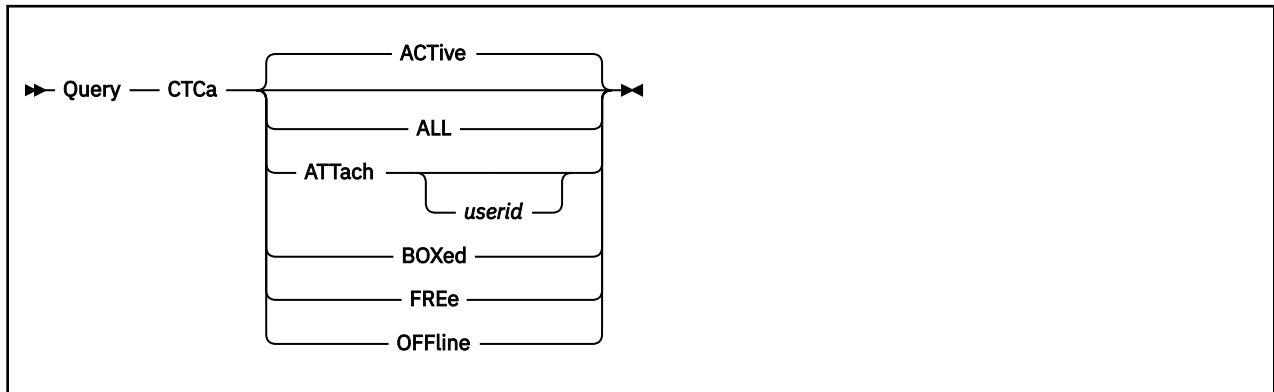 ACTive
Query CTCa
ALL
ATTach
userid
BOXed
FREe
OFFline